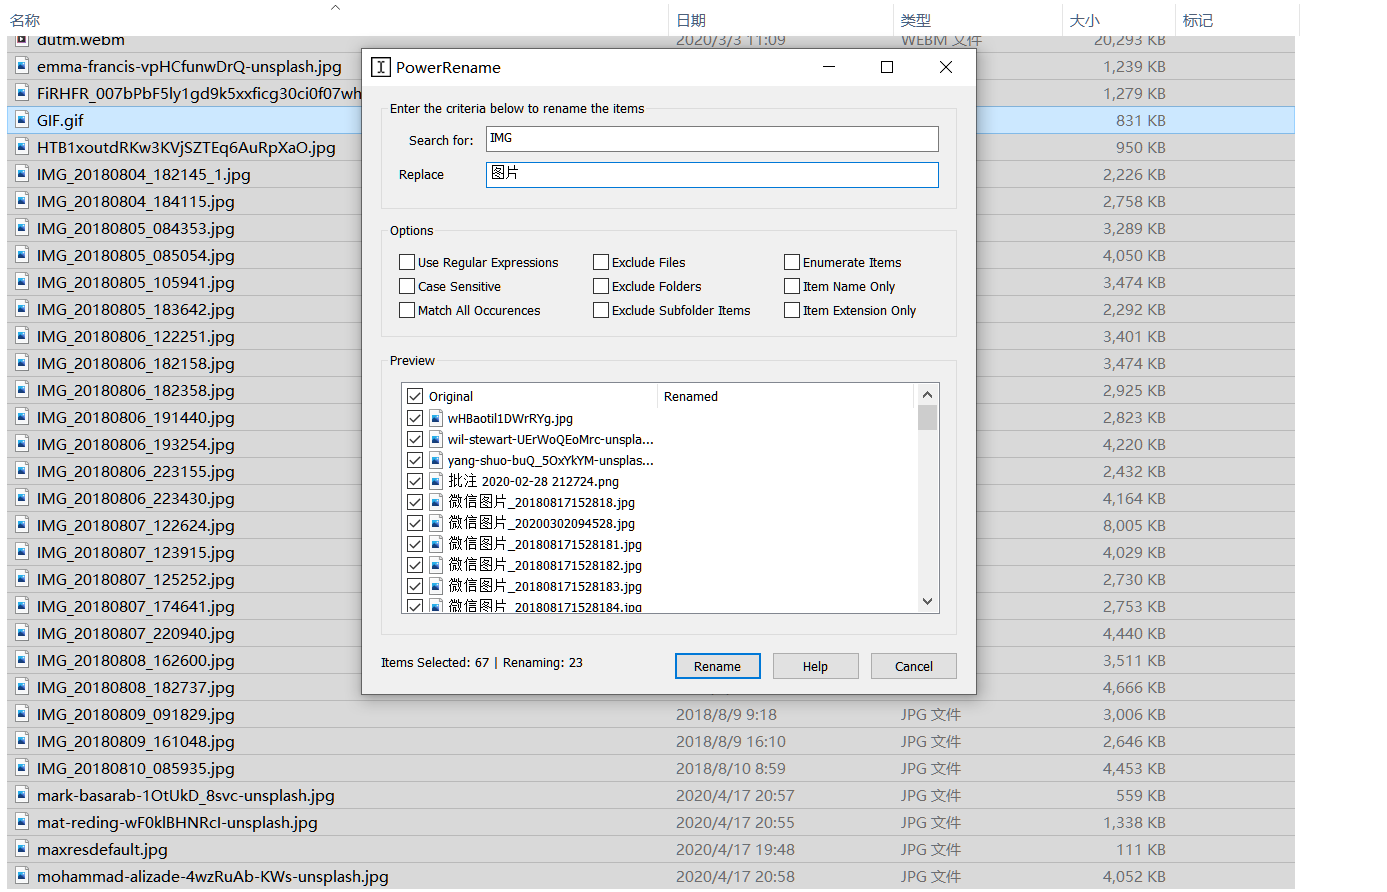 名称 日期 类型 大小 标记
dutm.webm 2020/3/3 11:09 WEBM 文件 20,293 KB
emma-francis-vpHCfunwDrQ-unsplash.jpg 1,239 KB
FiRHFR_007bPbF5ly1gd9k5xxficg30ci0f07wh 1,279 KB
GIF.gif 831 KB
HTB1xoutdRKw3KVjSZTEq6AuRpXaO.jpg 950 KB
IMG_20180804_182145_1.jpg 2,226 KB
IMG_20180804_184115.jpg 2,758 KB
IMG_20180805_084353.jpg 3,289 KB
IMG_20180805_085054.jpg 4,050 KB
IMG_20180805_105941.jpg 3,474 KB
IMG_20180805_183642.jpg 2,292 KB
IMG_20180806_122251.jpg 3,401 KB
IMG_20180806_182158.jpg 3,474 KB
IMG_20180806_182358.jpg 2,925 KB
IMG_20180806_191440.jpg 2,823 KB
IMG_20180806_193254.jpg 4,220 KB
IMG_20180806_223155.jpg 2,432 KB
IMG_20180806_223430.jpg 4,164 KB
IMG_20180807_122624.jpg 8,005 KB
IMG_20180807_123915.jpg 4,029 KB
IMG_20180807_125252.jpg 2,730 KB
IMG_20180807_174641.jpg 2,753 KB
IMG_20180807_220940.jpg 4,440 KB
IMG_20180808_162600.jpg 3,511 KB
IMG_20180808_182737.jpg 4,666 KB
IMG_20180809_091829.jpg 2018/8/9 9:18 JPG 文件 3,006 KB
IMG_20180809_161048.jpg 2018/8/9 16:10 JPG 文件 2,646 KB
IMG_20180810_085935.jpg 2018/8/10 8:59 JPG 文件 4,453 KB
mark-basarab-1OtUkD_8svc-unsplash.jpg 2020/4/17 20:57 JPG 文件 559 KB
mat-reding-wF0klBHNRcI-unsplash.jpg 2020/4/17 20:55 JPG 文件 1,338 KB
maxresdefault.jpg 2020/4/17 19:48 JPG 文件 111 KB
mohammad-alizade-4wzRuAb-KWs-unsplash.jpg 2020/4/17 20:58 JPG 文件 4,052 KB
PowerRename
Enter the criteria below to rename the items
Search for: IMG
Replace 图片
Options
Use Regular Expressions Exclude Files Enumerate Items
Case Sensitive Exclude Folders Item Name Only
Match All Occurences Exclude Subfolder Items Item Extension Only
Preview
Original Renamed
wHBaotil1DWrRYg.jpg
wil-stewart-UErWoQEoMrc-unspla...
yang-shuo-buQ_5OxYkYM-unsplas...
批注 2020-02-28 212724.png
微信图片_20180817152818.jpg
微信图片_20200302094528.jpg
微信图片_201808171528181.jpg
微信图片_201808171528182.jpg
微信图片_201808171528183.jpg
微信图片_201808171528184.jpg
Items Selected: 67 | Renaming: 23 Rename Help Cancel